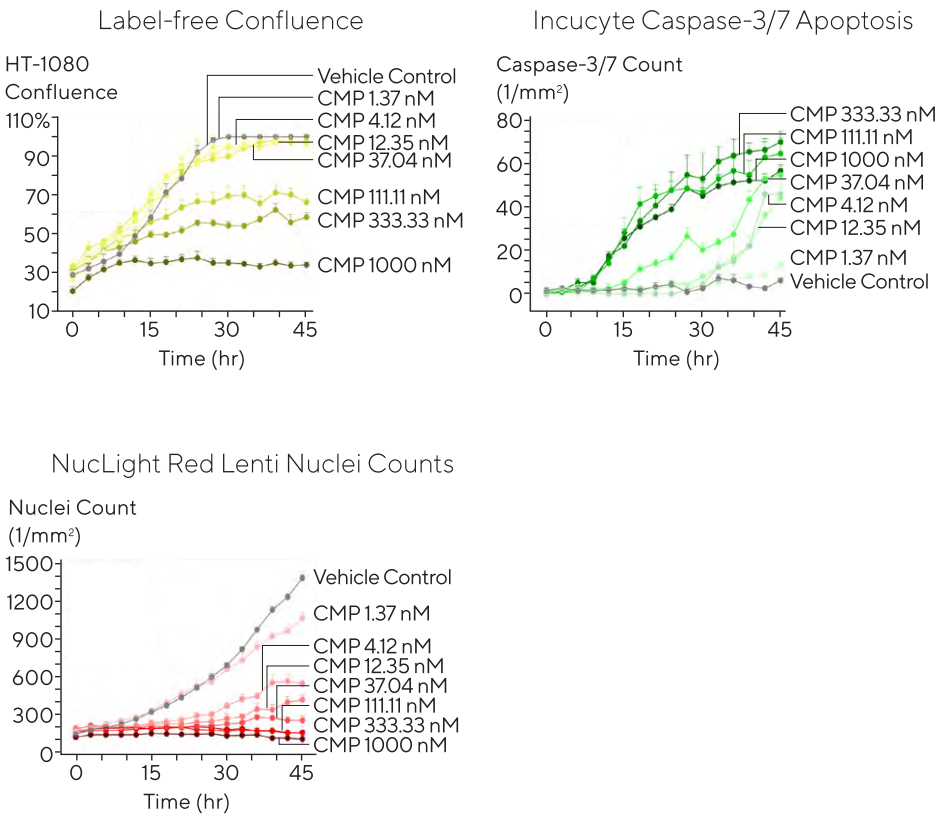 Label-free Confluence
HT-1080
Confluence
110%
90
70
50
30
10
0
15
30
45
Time (hr)
Vehicle Control
CMP 1.37 nM
CMP 4.12 nM
CMP 12.35 nM
CMP 37.04 nM
CMP 111.11 nM
CMP 333.33 nM
CMP 1000 nM
Incucyte Caspase-3/7 Apoptosis
Caspase-3/7 Count
(1/mm²)
80
60
40
20
0
0
15
30
45
Time (hr)
CMP 333.33 nM
CMP 111.11 nM
CMP 1000 nM
CMP 37.04 nM
CMP 4.12 nM
CMP 12.35 nM
CMP 1.37 nM
Vehicle Control
NucLight Red Lenti Nuclei Counts
Nuclei Count
(1/mm²)
1500
1200
900
600
300
0
0
15
30
45
Time (hr)
Vehicle Control
CMP 1.37 nM
CMP 4.12 nM
CMP 12.35 nM
CMP 37.04 nM
CMP 111.11 nM
CMP 333.33 nM
CMP 1000 nM